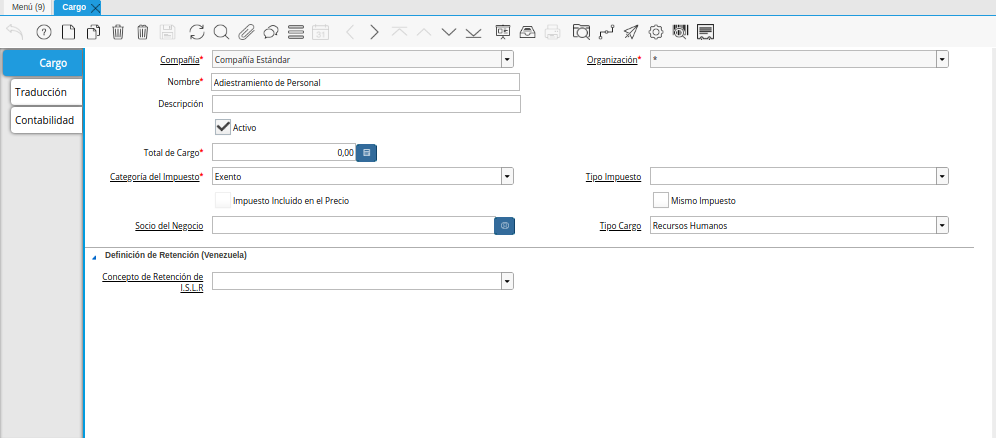 Menú (9) Cargo
Cargo
Traducción
Contabilidad
Compañía* Compañía Estándar Organización* *
Nombre* Adiestramiento de Personal
Descripción
Activo
Total de Cargo* 0,00
Categoría del Impuesto* Exento Tipo Impuesto
Impuesto Incluido en el Precio Mismo Impuesto
Socio del Negocio Tipo Cargo Recursos Humanos
Definición de Retención (Venezuela)
Concepto de Retención de
I.S.L.R